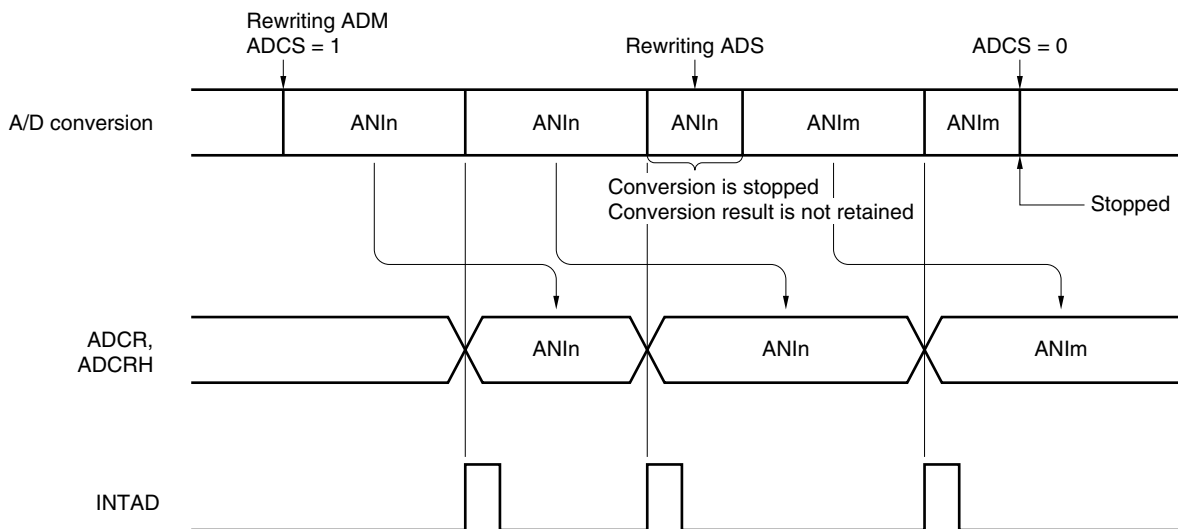 Rewriting ADM
ADCS = 1
Rewriting ADS
ADCS = 0
A/D conversion
ANIn
ANIn
ANIn
ANIm
ANIm
Conversion is stopped
Conversion result is not retained
Stopped
ADCR,
ADCRH
ANIn
ANIn
ANIm
INTAD